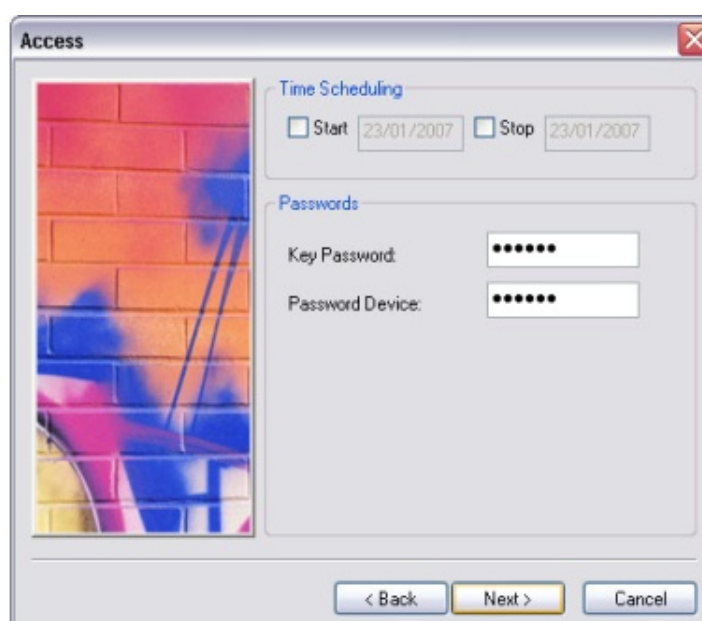 Access
Time Scheduling
Start 23/01/2007 Stop 23/01/2007
Passwords
Key Password: ●●●●●●
Password Device: ●●●●●●
< Back Next > Cancel